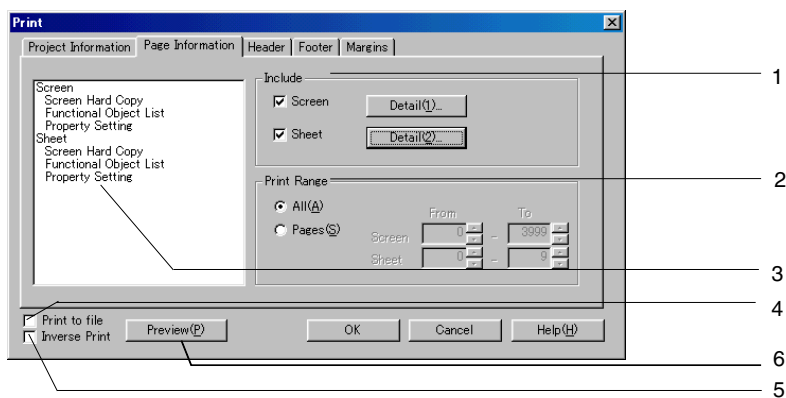 Print
Project Information Page Information Header Footer Margins
Screen
Screen Hard Copy
Functional Object List
Property Setting
Sheet
Screen Hard Copy
Functional Object List
Property Setting
Include
Screen Detail(1)...
Sheet Detail(2)...
Print Range
All(A)
Pages(S)
From To
Screen 0 - 3999
Sheet 0 - 9
Print to file
Inverse Print
Preview(P) OK Cancel Help(H)
1
2
3
4
6
5